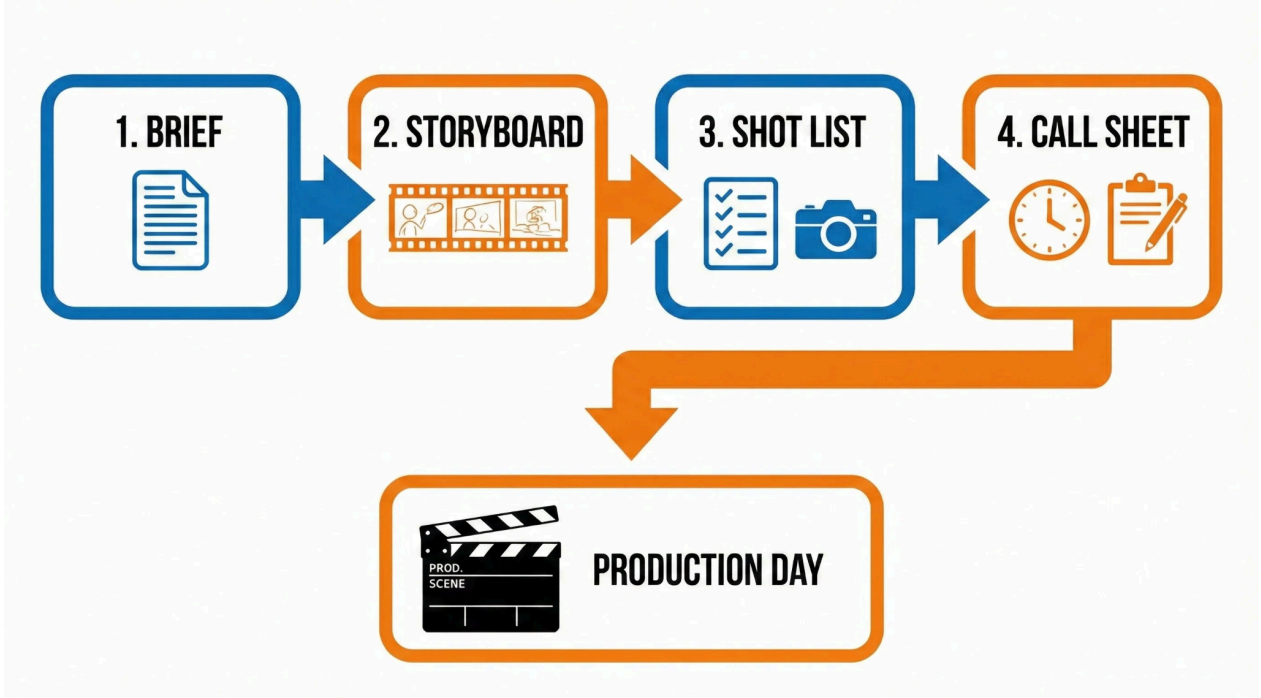 1. BRIEF
2. STORYBOARD
3. SHOT LIST
4. CALL SHEET
PROD.
SCENE
PRODUCTION DAY